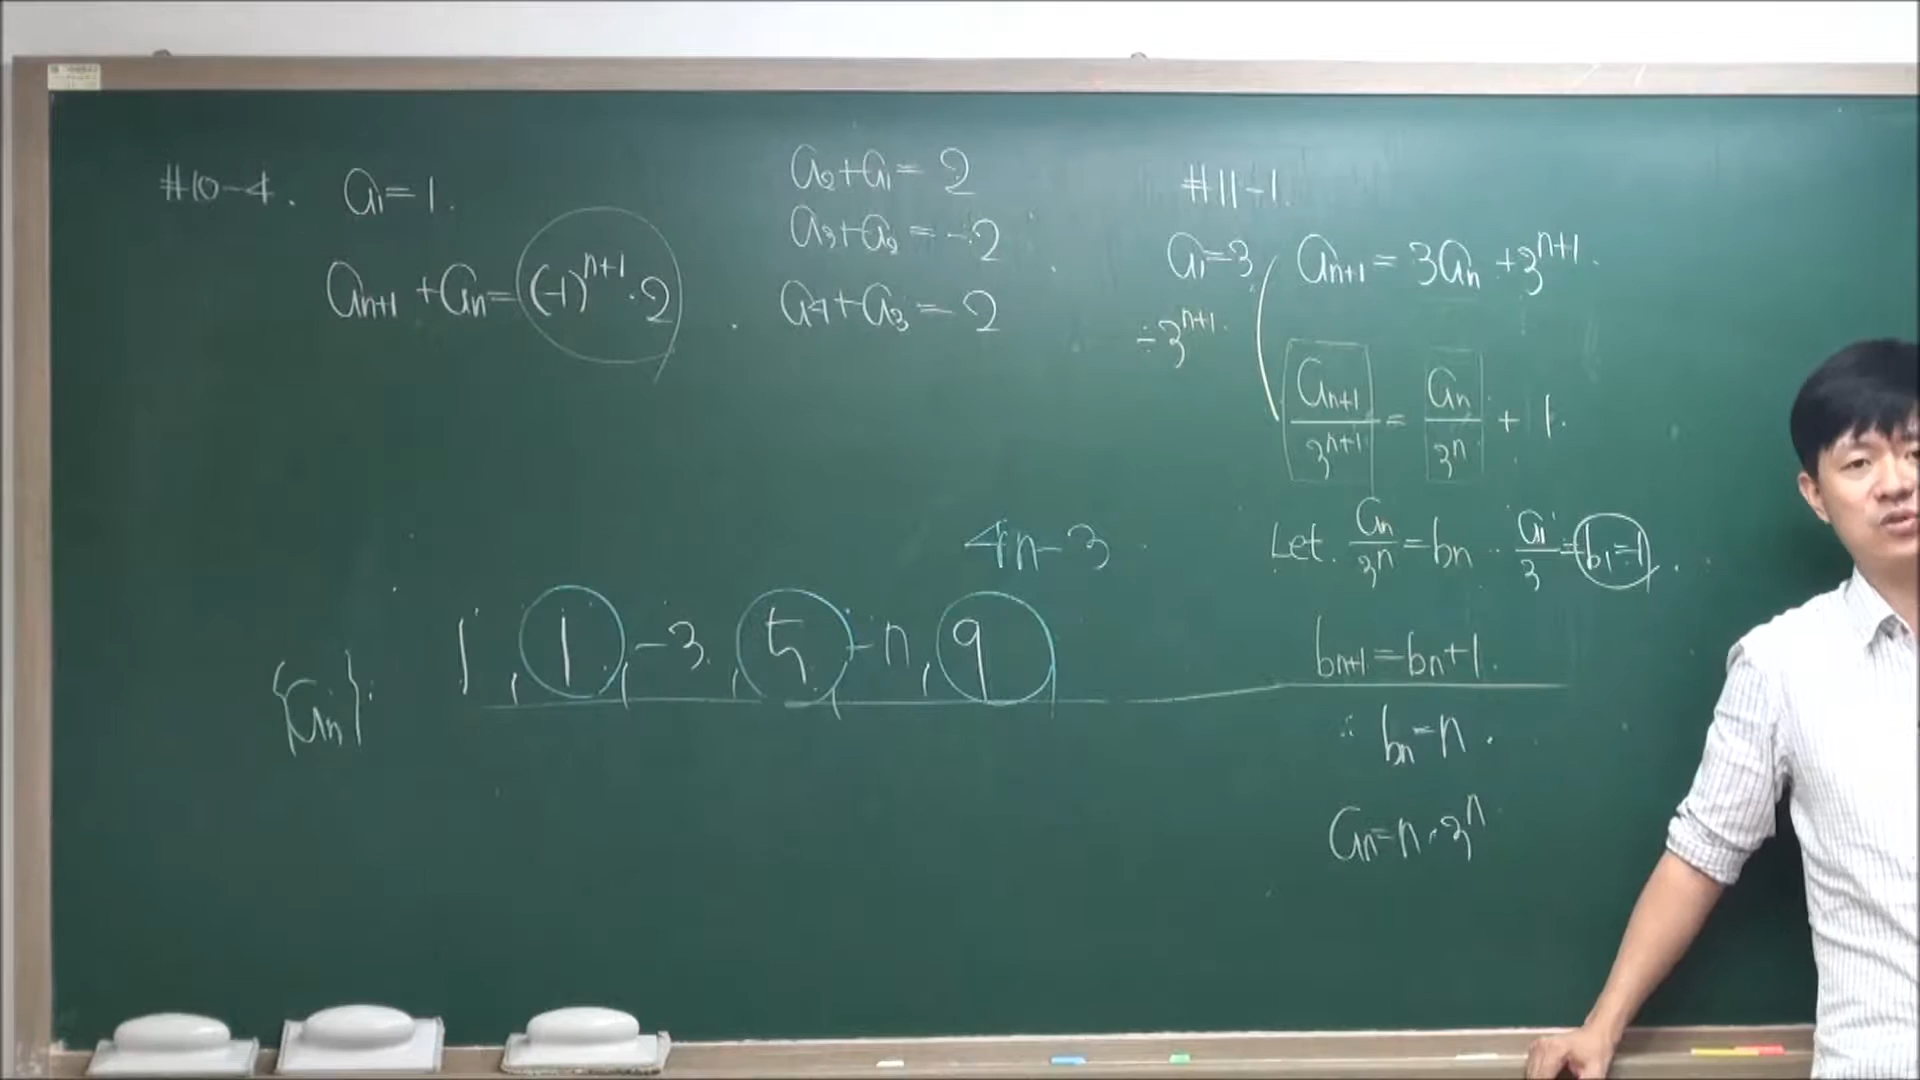 #10-4. a₁=1.
aₙ₊₁+aₙ=(-1)ⁿ⁺¹·2
a₂+a₁=2
a₃+a₂=-2
a₄+a₃=2
4n-3
{aₙ}: 1, 1, -3, 5, -7, 9
#11-1.
a₁=3 aₙ₊₁=3aₙ+3ⁿ⁺¹.
÷3ⁿ⁺¹.
aₙ₊₁/3ⁿ⁺¹ = aₙ/3ⁿ + 1.
Let. aₙ/3ⁿ=bₙ. a₁/3=b₁=1.
bₙ₊₁=bₙ+1.
∴ bₙ=n.
aₙ=n·3ⁿ